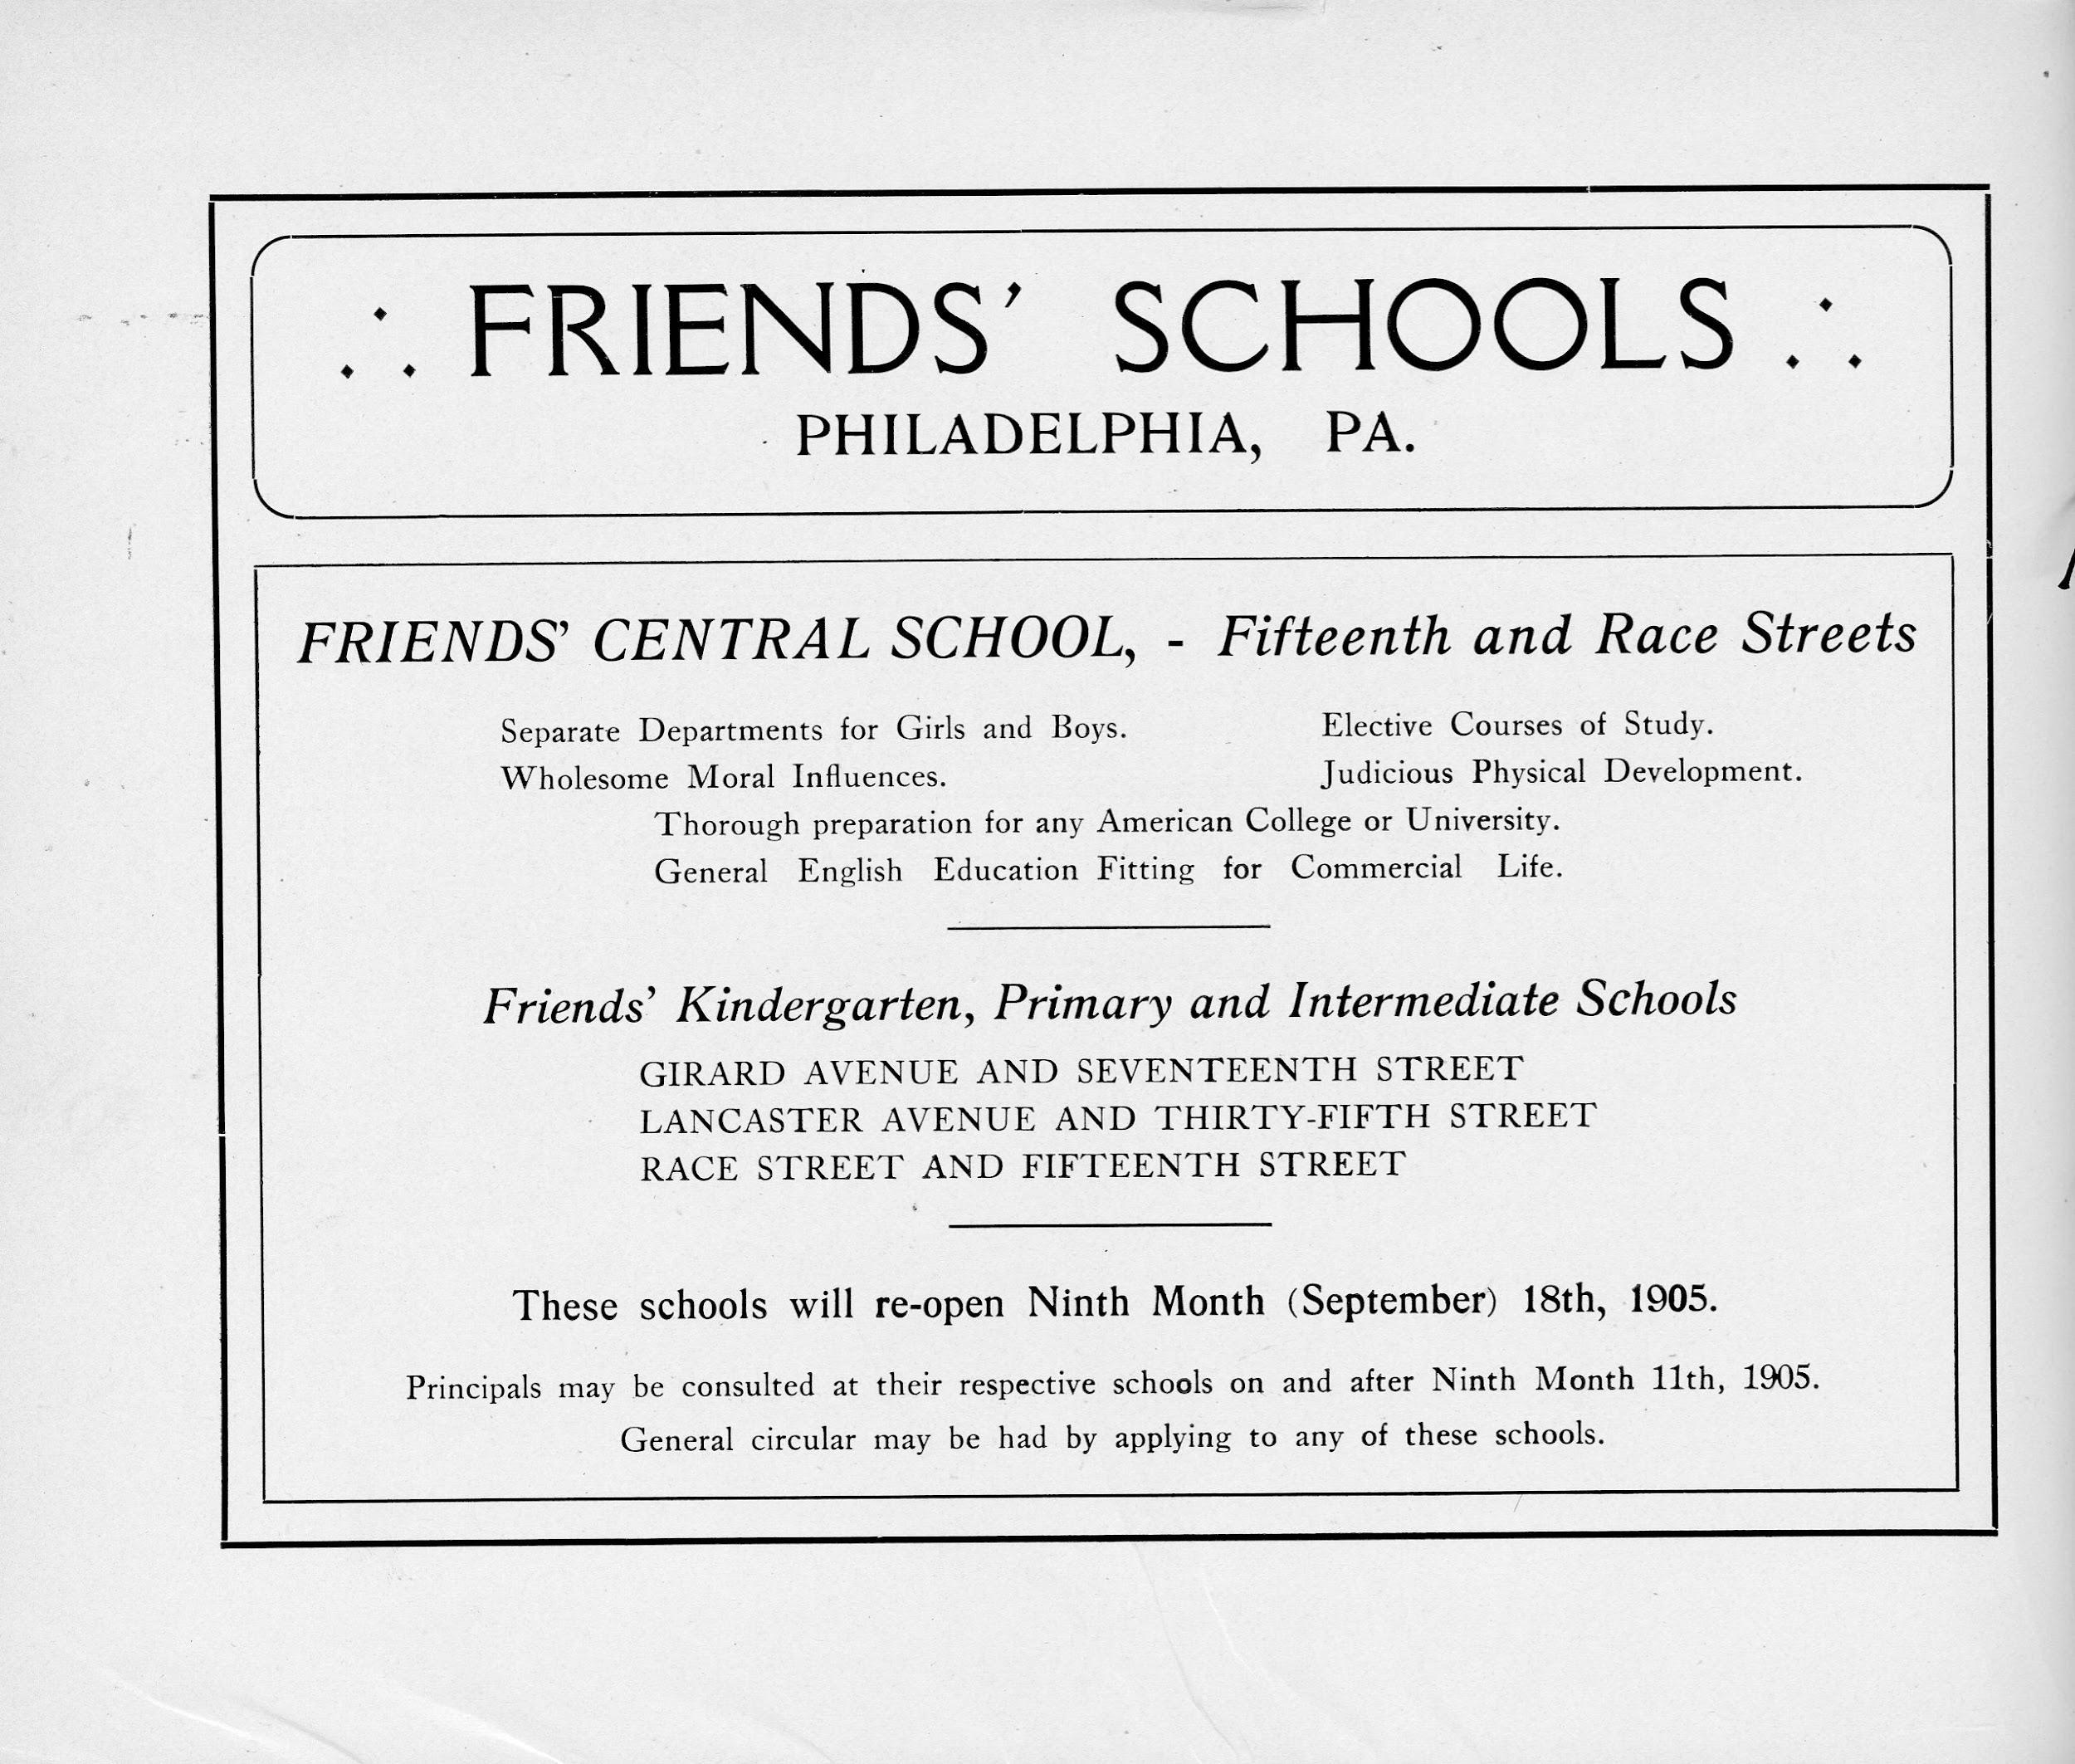 ∴ FRIENDS’ SCHOOLS ∴
PHILADELPHIA, PA.
FRIENDS’ CENTRAL SCHOOL, - Fifteenth and Race Streets
Separate Departments for Girls and Boys. Elective Courses of Study.
Wholesome Moral Influences. Judicious Physical Development.
Thorough preparation for any American College or University.
General English Education Fitting for Commercial Life.
Friends’ Kindergarten, Primary and Intermediate Schools
GIRARD AVENUE AND SEVENTEENTH STREET
LANCASTER AVENUE AND THIRTY-FIFTH STREET
RACE STREET AND FIFTEENTH STREET
These schools will re-open Ninth Month (September) 18th, 1905.
Principals may be consulted at their respective schools on and after Ninth Month 11th, 1905.
General circular may be had by applying to any of these schools.